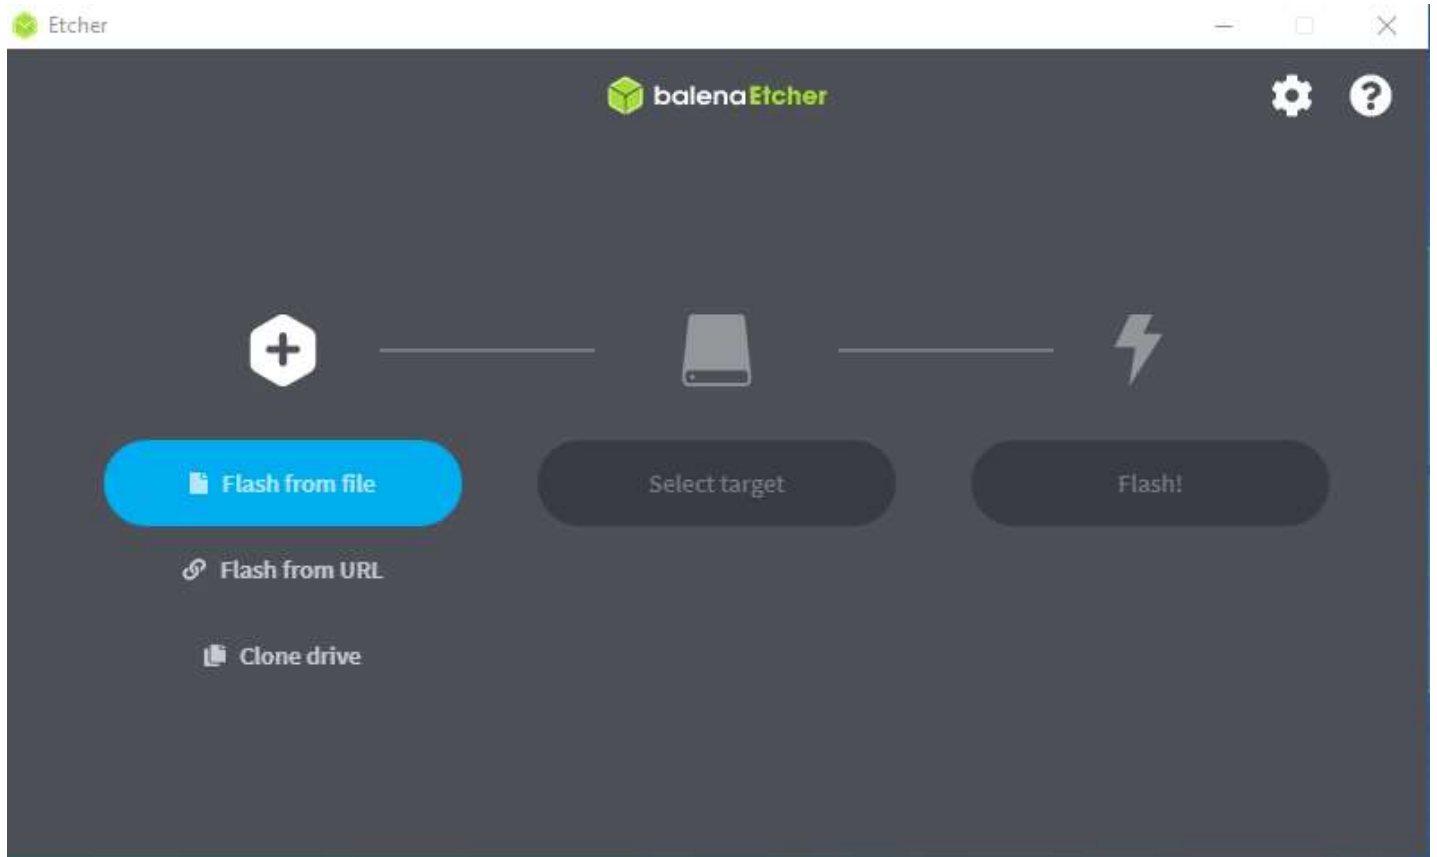 Etcher
balenaEtcher
Flash from file
Select target
Flash!
Flash from URL
Clone drive